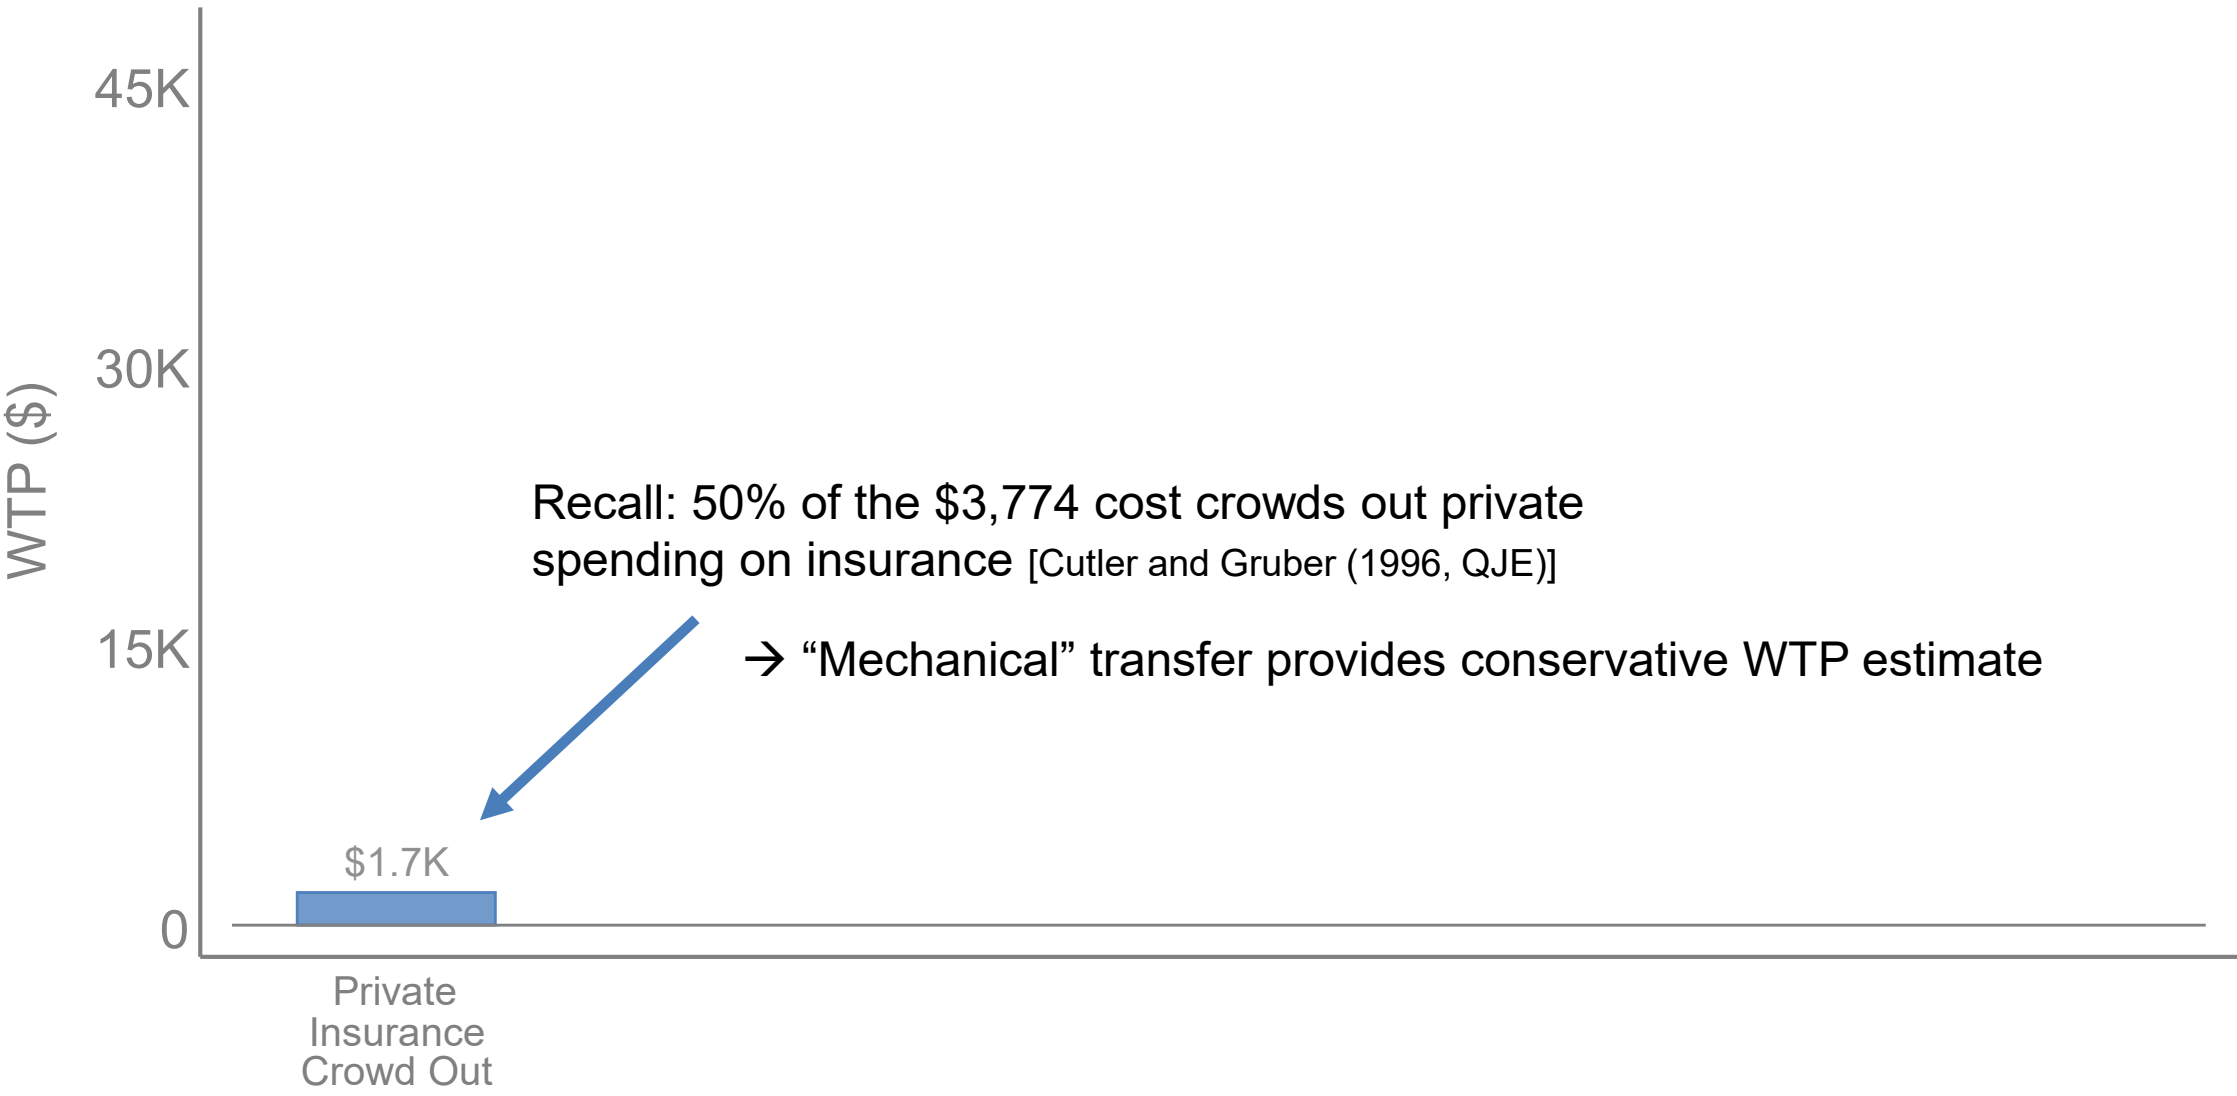 45K
30K
15K
0
WTP ($)
Recall: 50% of the $3,774 cost crowds out private
spending on insurance [Cutler and Gruber (1996, QJE)]
→ “Mechanical” transfer provides conservative WTP estimate
$1.7K
Private
Insurance
Crowd Out